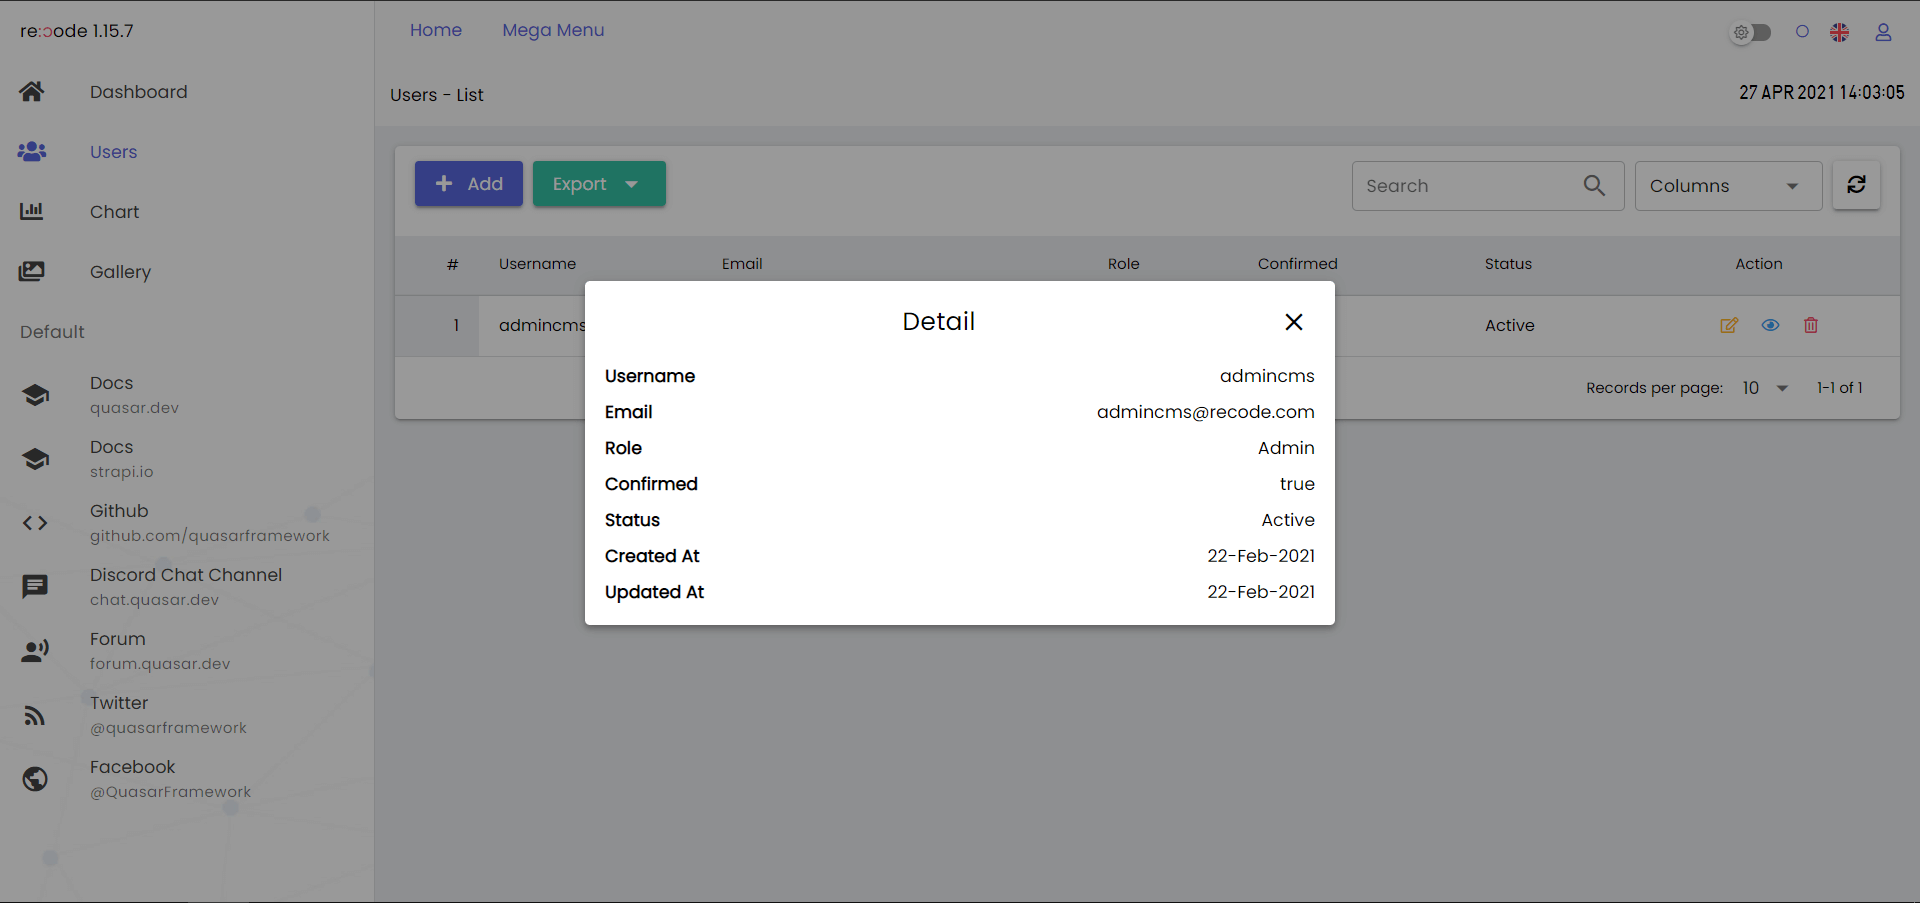 re:ɔode 1.15.7
Home Mega Menu
Dashboard
Users
Chart
Gallery
Default
Docs
quasar.dev
Docs
strapi.io
Github
github.com/quasarframework
Discord Chat Channel
chat.quasar.dev
Forum
forum.quasar.dev
Twitter
@quasarframework
Facebook
@QuasarFramework
Users - List
27 APR 2021 14:03:05
Add Export Search Columns
# Username Email Role Confirmed Status Action
1 admincms Active
Records per page: 10 1-1 of 1
Detail
Username admincms
Email admincms@recode.com
Role Admin
Confirmed true
Status Active
Created At 22-Feb-2021
Updated At 22-Feb-2021